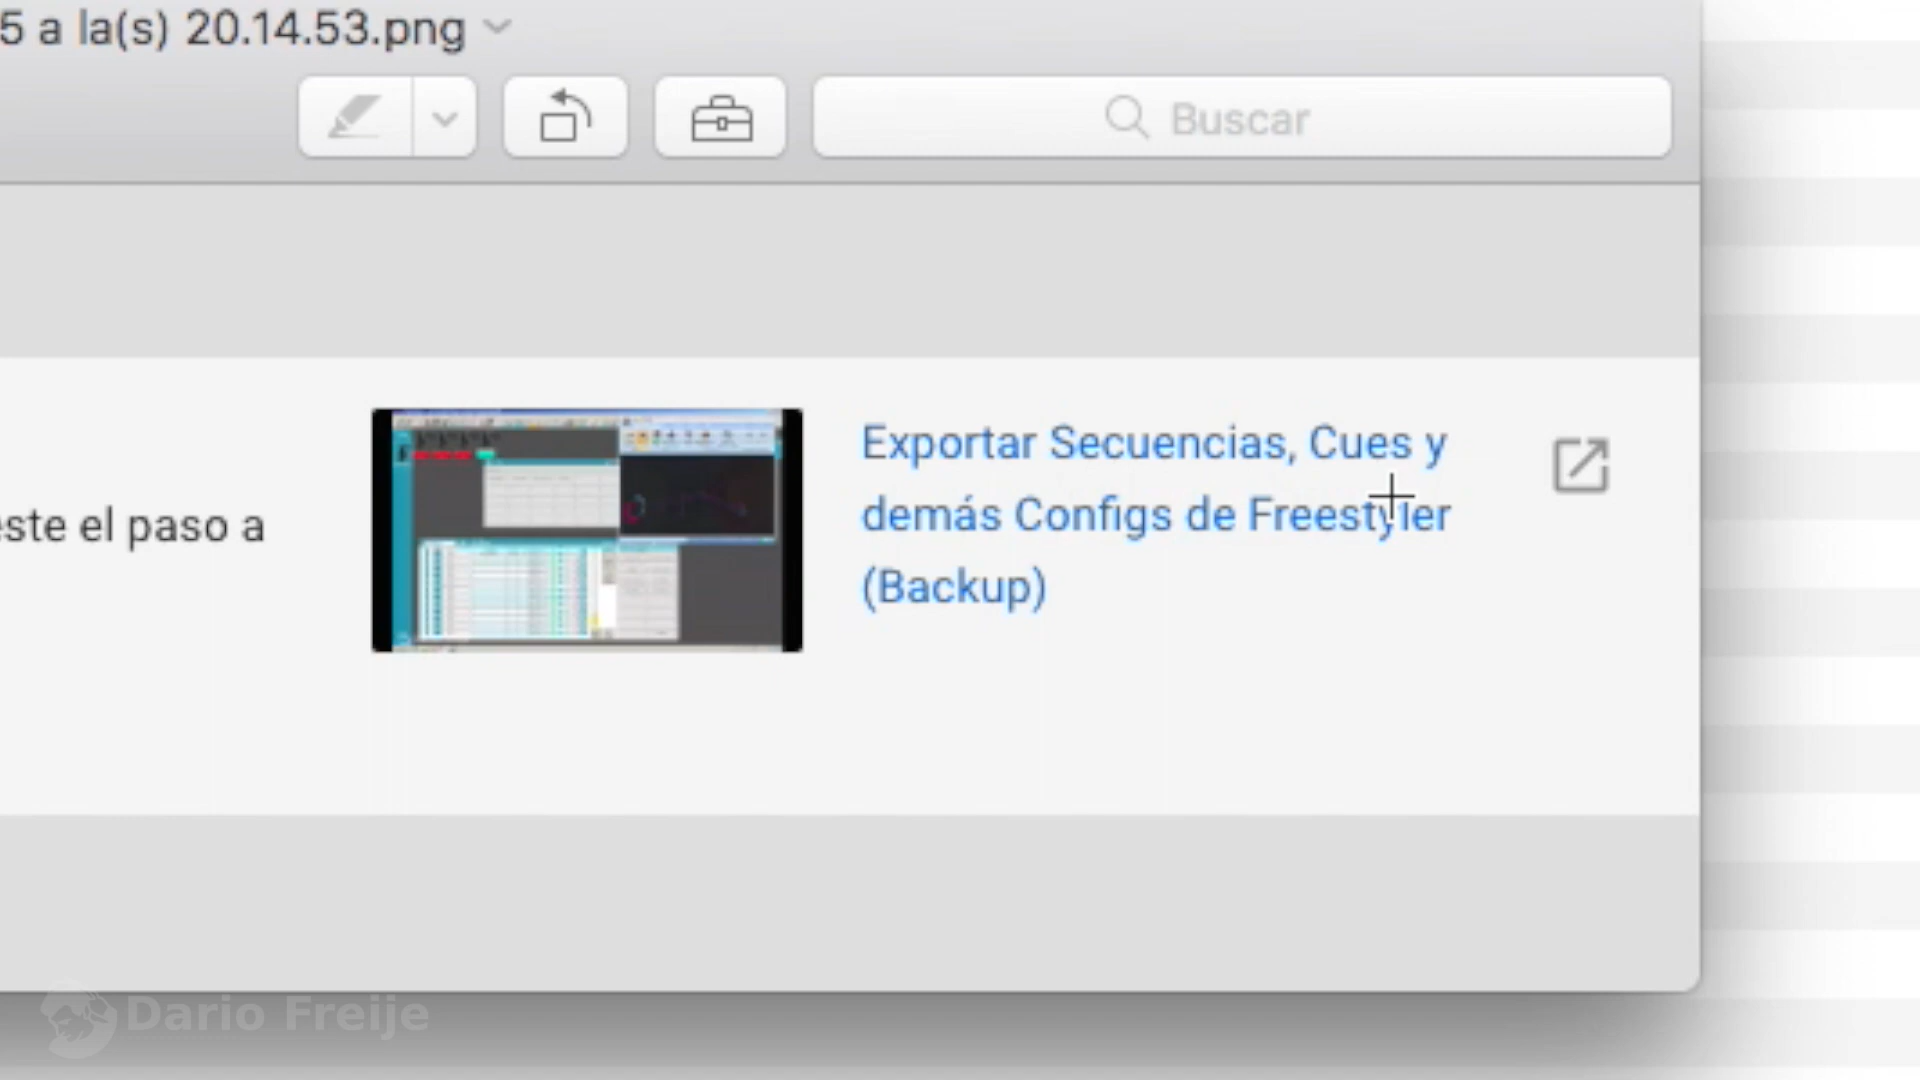 5 a la(s) 20.14.53.png
Buscar
este el paso a
Exportar Secuencias, Cues y
demás Configs de Freestyler
(Backup)
Dario Freije